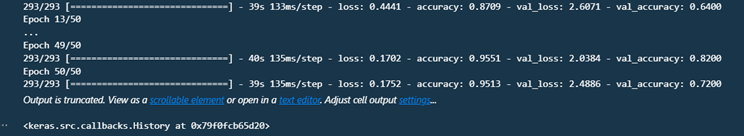 293/293 [==============================] - 39s 133ms/step - loss: 0.4441 - accuracy: 0.8709 - val_loss: 2.6071 - val_accuracy: 0.6400
Epoch 13/50
...
Epoch 49/50
293/293 [==============================] - 40s 135ms/step - loss: 0.1702 - accuracy: 0.9551 - val_loss: 2.0384 - val_accuracy: 0.8200
Epoch 50/50
293/293 [==============================] - 39s 135ms/step - loss: 0.1752 - accuracy: 0.9513 - val_loss: 2.4886 - val_accuracy: 0.7200
Output is truncated. View as a scrollable element or open in a text editor. Adjust cell output settings...
<keras.src.callbacks.History at 0x79f0fcb65d20>